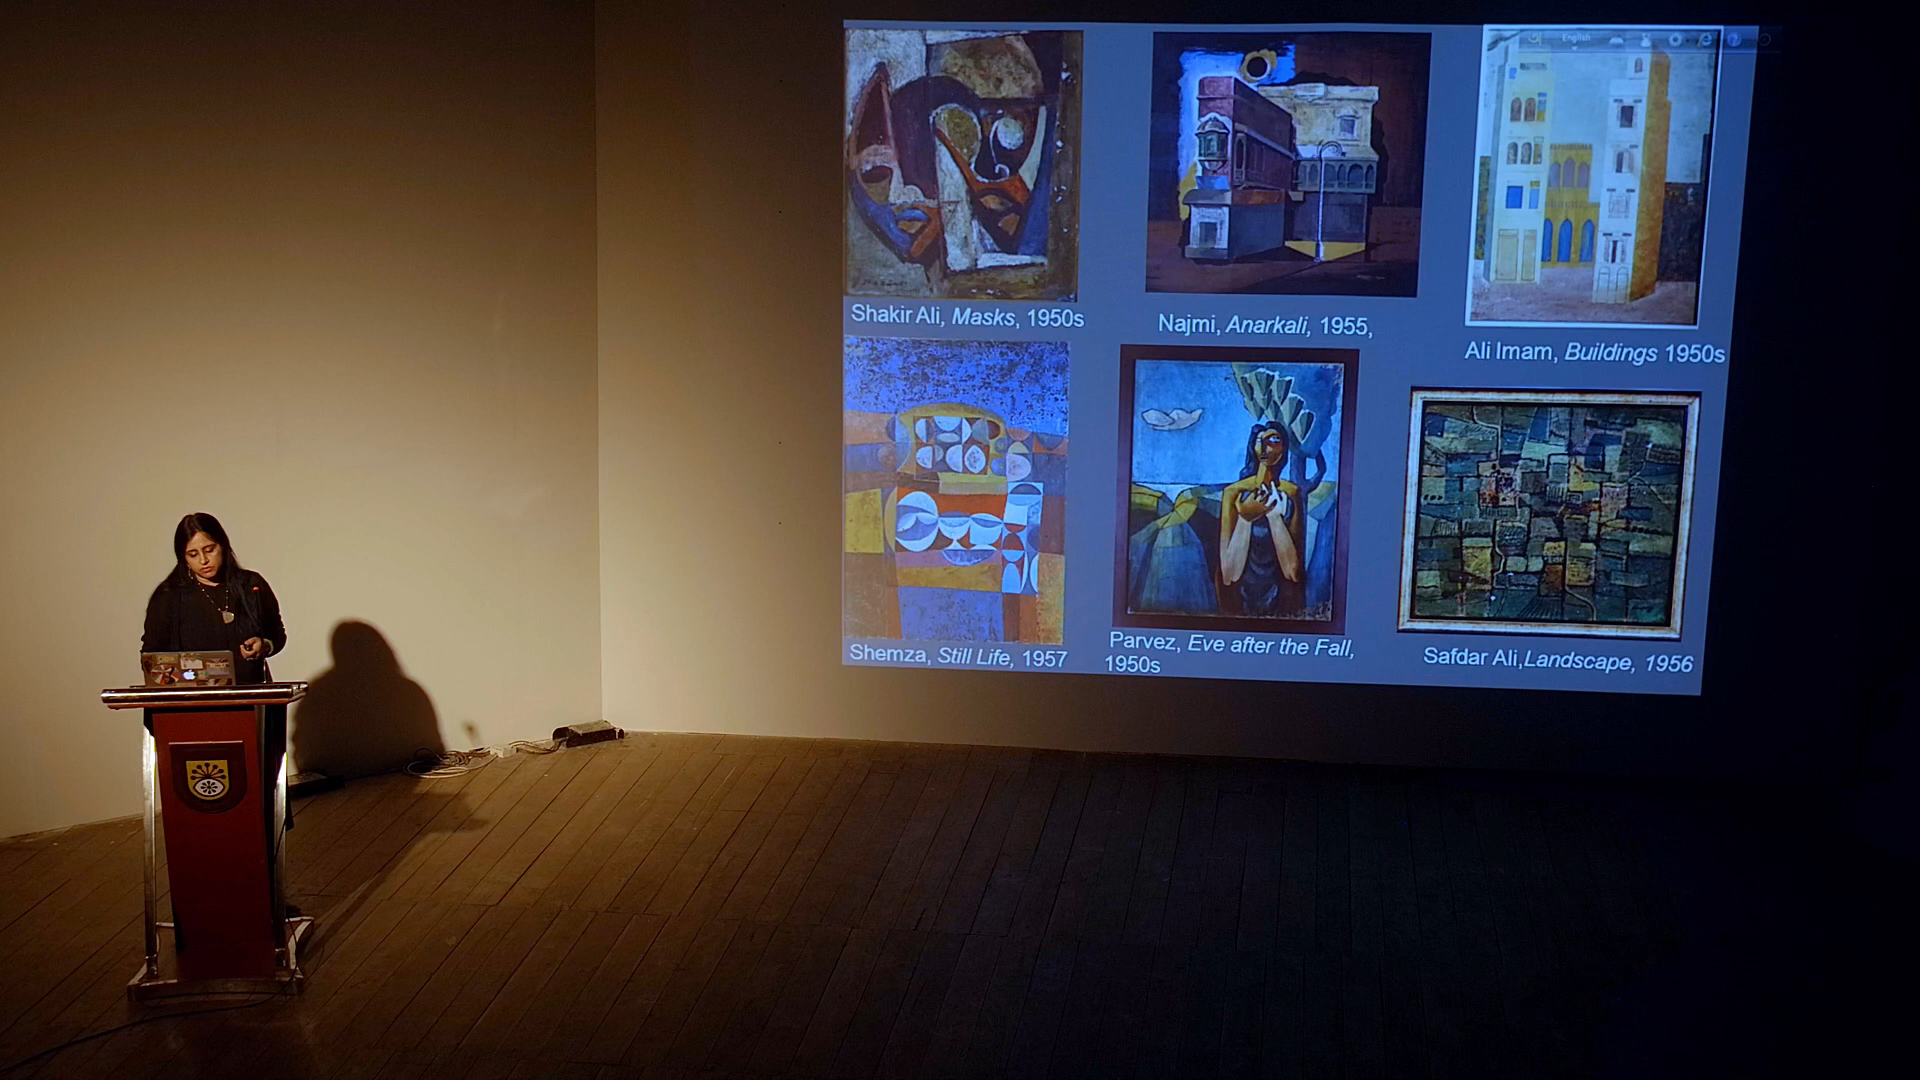 English
Shakir Ali, Masks, 1950s
Najmi, Anarkali, 1955,
Ali Imam, Buildings 1950s
Shemza, Still Life, 1957
Parvez, Eve after the Fall,
1950s
Safdar Ali,Landscape, 1956